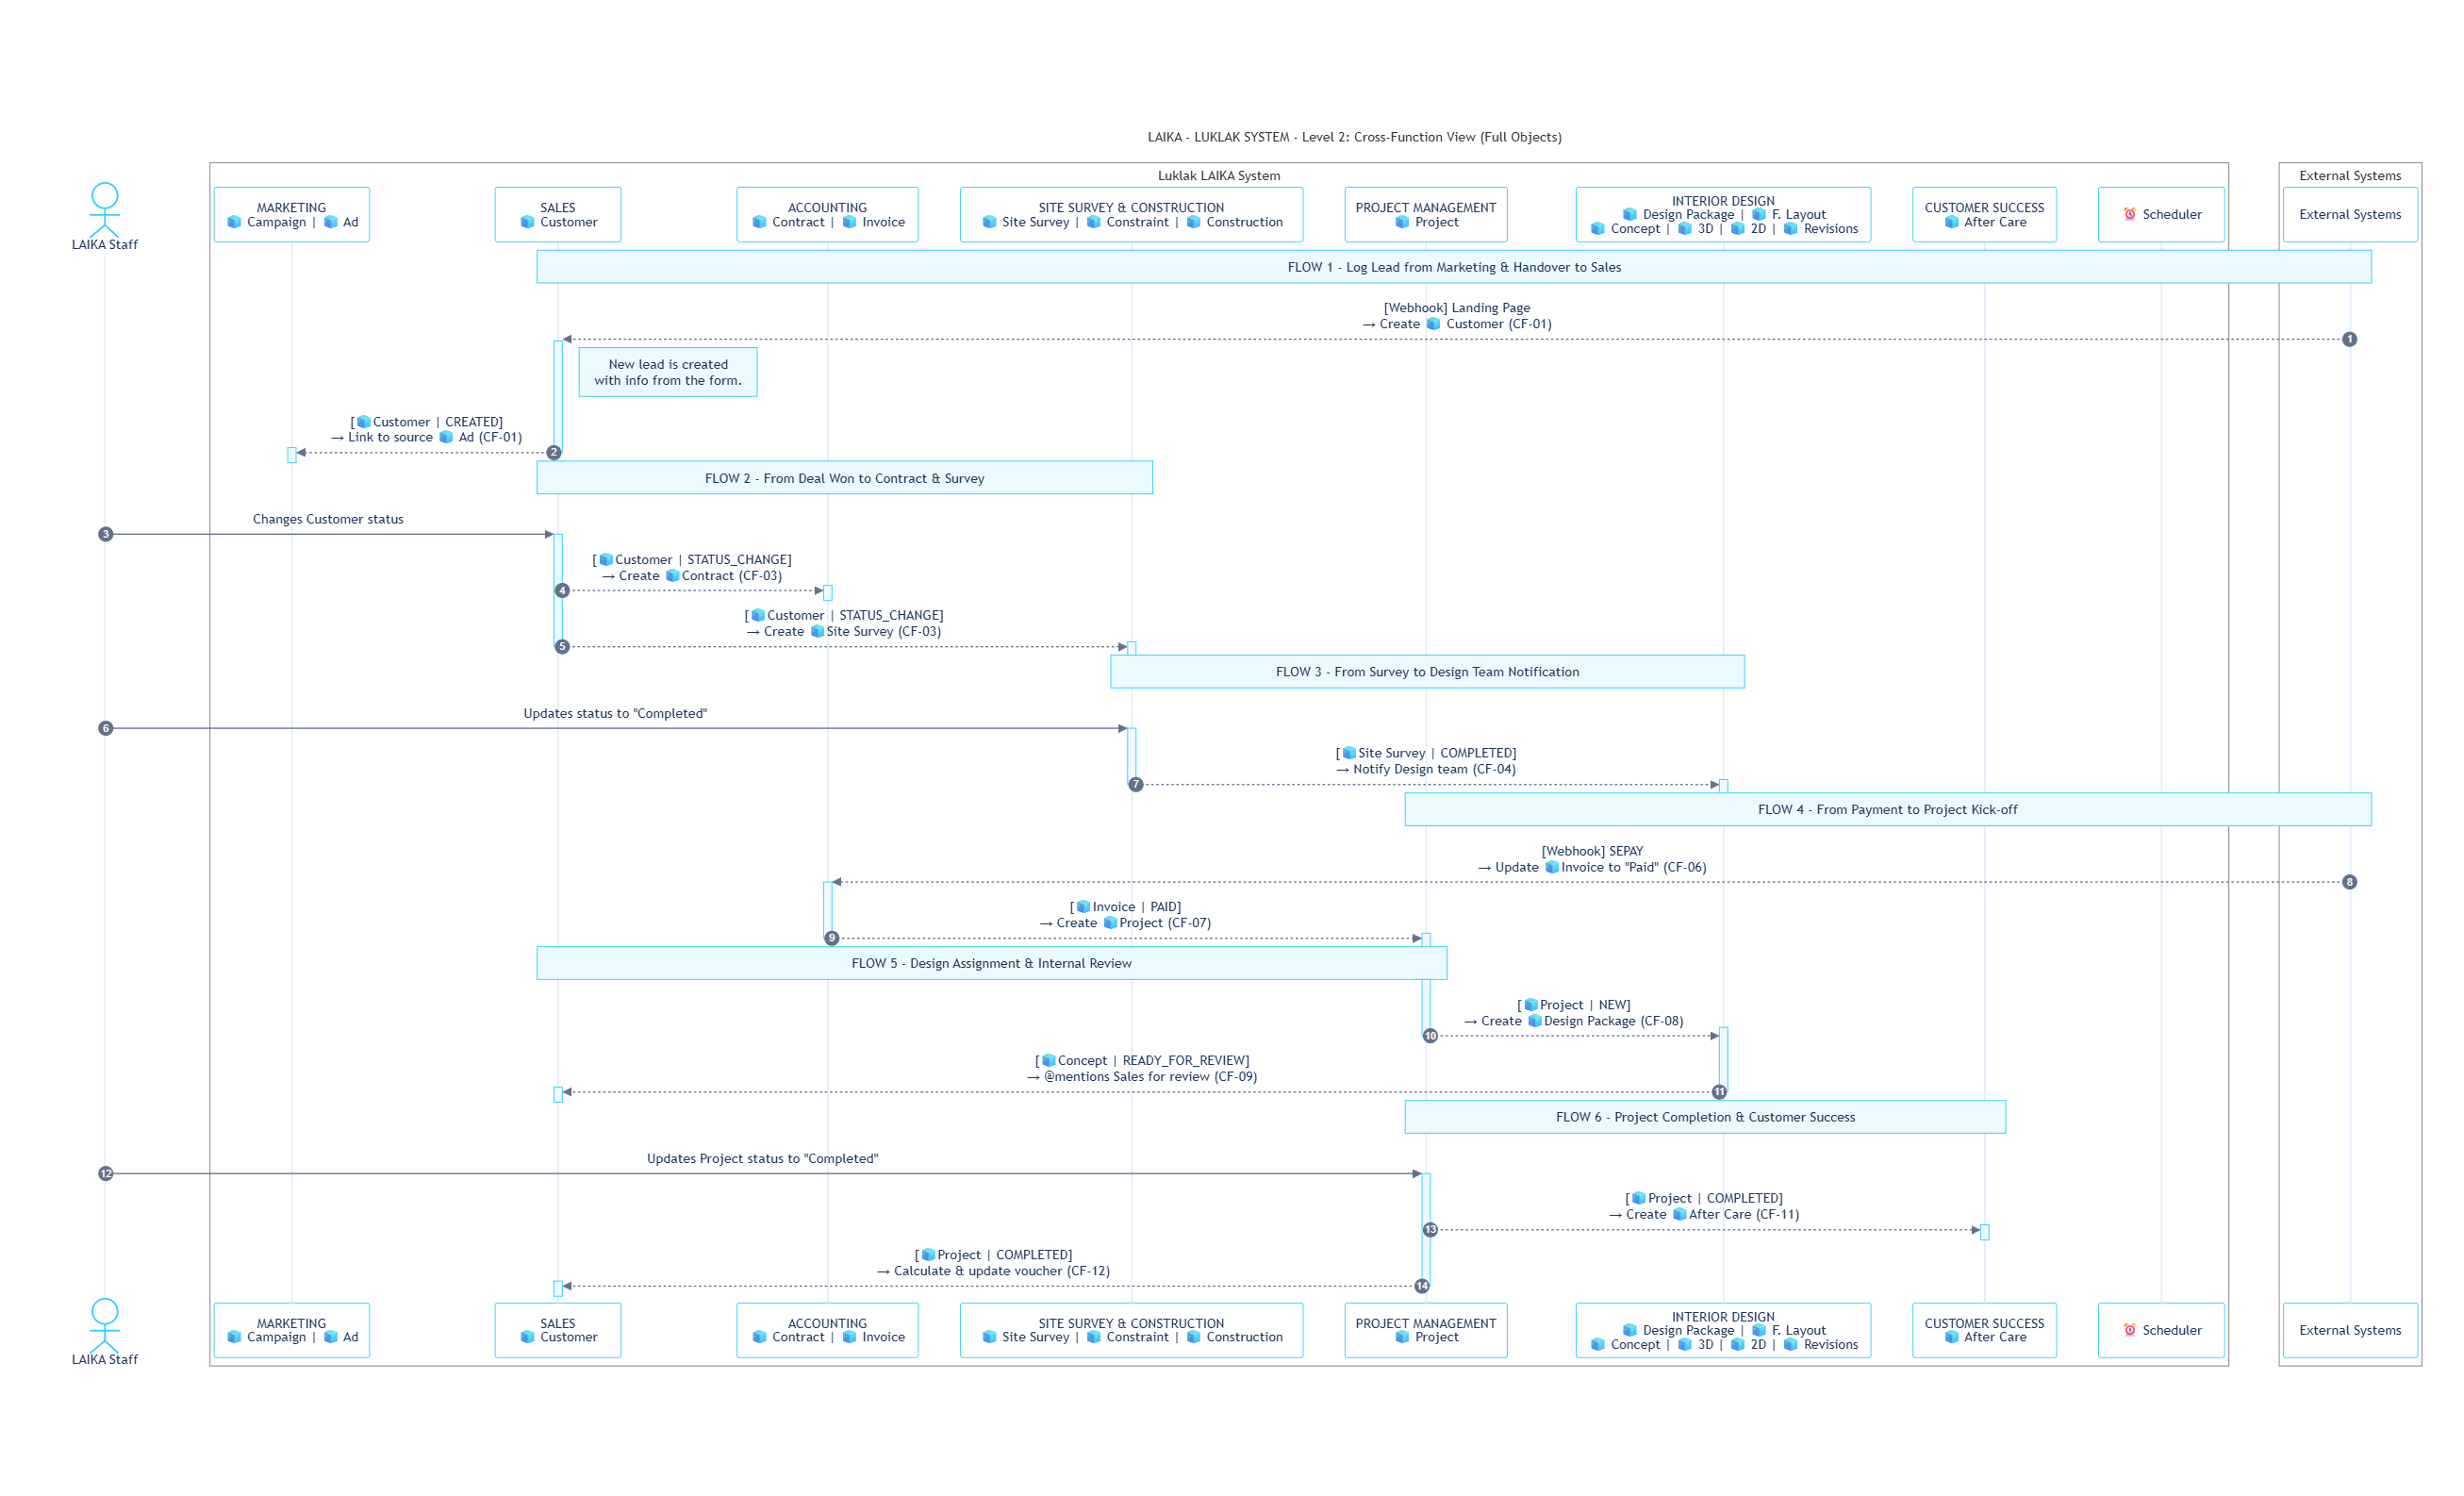 LAIKA - LUKLAK SYSTEM - Level 2: Cross-Function View (Full Objects)
Luklak LAIKA System
External Systems
LAIKA Staff
MARKETING
Campaign | Ad
SALES
Customer
ACCOUNTING
Contract | Invoice
SITE SURVEY & CONSTRUCTION
Site Survey | Constraint | Construction
PROJECT MANAGEMENT
Project
INTERIOR DESIGN
Design Package | F. Layout
Concept | 3D | 2D | Revisions
CUSTOMER SUCCESS
After Care
Scheduler
External Systems
FLOW 1 - Log Lead from Marketing & Handover to Sales
[Webhook] Landing Page
→ Create Customer (CF-01)
1
New lead is created
with info from the form.
[Customer | CREATED]
→ Link to source Ad (CF-01)
2
FLOW 2 - From Deal Won to Contract & Survey
Changes Customer status
3
[Customer | STATUS_CHANGE]
→ Create Contract (CF-03)
4
[Customer | STATUS_CHANGE]
→ Create Site Survey (CF-03)
5
FLOW 3 - From Survey to Design Team Notification
Updates status to "Completed"
6
[Site Survey | COMPLETED]
→ Notify Design team (CF-04)
7
FLOW 4 - From Payment to Project Kick-off
[Webhook] SEPAY
→ Update Invoice to "Paid" (CF-06)
8
[Invoice | PAID]
→ Create Project (CF-07)
9
FLOW 5 - Design Assignment & Internal Review
[Project | NEW]
→ Create Design Package (CF-08)
10
[Concept | READY_FOR_REVIEW]
→ @mentions Sales for review (CF-09)
11
FLOW 6 - Project Completion & Customer Success
Updates Project status to "Completed"
12
[Project | COMPLETED]
→ Create After Care (CF-11)
13
[Project | COMPLETED]
→ Calculate & update voucher (CF-12)
14
LAIKA Staff
MARKETING
Campaign | Ad
SALES
Customer
ACCOUNTING
Contract | Invoice
SITE SURVEY & CONSTRUCTION
Site Survey | Constraint | Construction
PROJECT MANAGEMENT
Project
INTERIOR DESIGN
Design Package | F. Layout
Concept | 3D | 2D | Revisions
CUSTOMER SUCCESS
After Care
Scheduler
External Systems